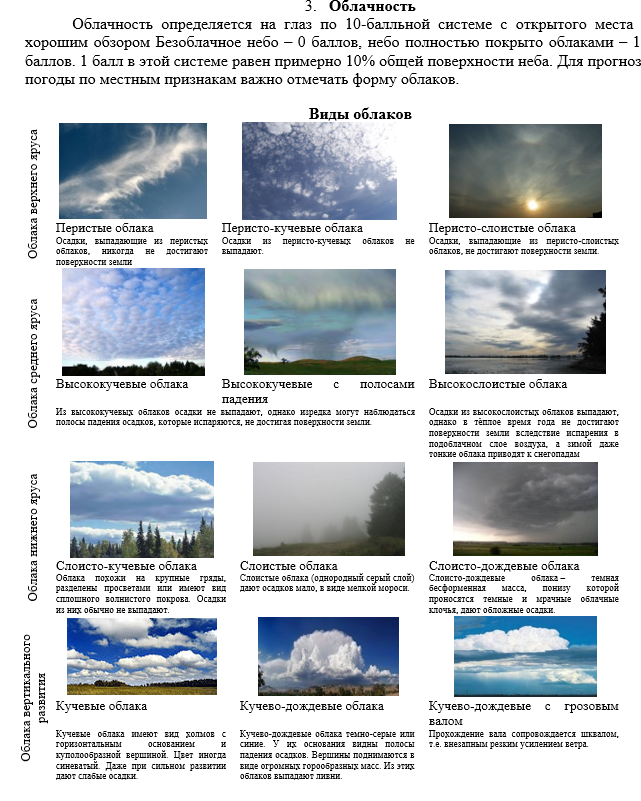 3. Облачность
Облачность определяется на глаз по 10-балльной системе с открытого места
хорошим обзором Безоблачное небо – 0 баллов, небо полностью покрыто облаками – 1
баллов. 1 балл в этой системе равен примерно 10% общей поверхности неба. Для прогноз
погоды по местным признакам важно отмечать форму облаков.
Виды облаков
Облака верхнего яруса
Перистые облака
Осадки, выпадающие из перистых
облаков, никогда не достигают
поверхности земли
Перисто-кучевые облака
Осадки из перисто-кучевых облаков не
выпадают.
Перисто-слоистые облака
Осадки, выпадающие из перисто-слоистых
облаков, не достигают поверхности земли.
Облака среднего яруса
Высококучевые облака
Высококучевые с полосами
падения
Из высококучевых облаков осадки не выпадают, однако изредка могут наблюдаться
полосы падения осадков, которые испаряются, не достигая поверхности земли.
Высокослоистые облака
Осадки из высокослоистых облаков выпадают,
однако в тёплое время года не достигают
поверхности земли вследствие испарения в
подоблачном слое воздуха, а зимой даже
тонкие облака приводят к снегопадам
Облака нижнего яруса
Слоисто-кучевые облака
Облака похожи на крупные гряды,
разделены просветами или имеют вид
сплошного волнистого покрова. Осадки
из них обычно не выпадают.
Слоистые облака
Слоистые облака (однородный серый слой)
дают осадков мало, в виде мелкой мороси.
Слоисто-дождевые облака
Слоисто-дождевые облака – темная
бесформенная масса, понизу которой
проносятся темные и мрачные облачные
клочья, дают обложные осадки.
Облака вертикального
развития
Кучевые облака
Кучевые облака имеют вид холмов с
горизонтальным основанием и
куполообразной вершиной. Цвет иногда
синеватый. Даже при сильном развитии
дают слабые осадки.
Кучево-дождевые облака
Кучево-дождевые облака темно-серые или
синие. У их основания видны полосы
падения осадков. Вершины поднимаются в
виде огромных горообразных масс. Из этих
облаков выпадают ливни.
Кучево-дождевые с грозовым
валом
Прохождение вала сопровождается шквалом,
т.е. внезапным резким усилением ветра.